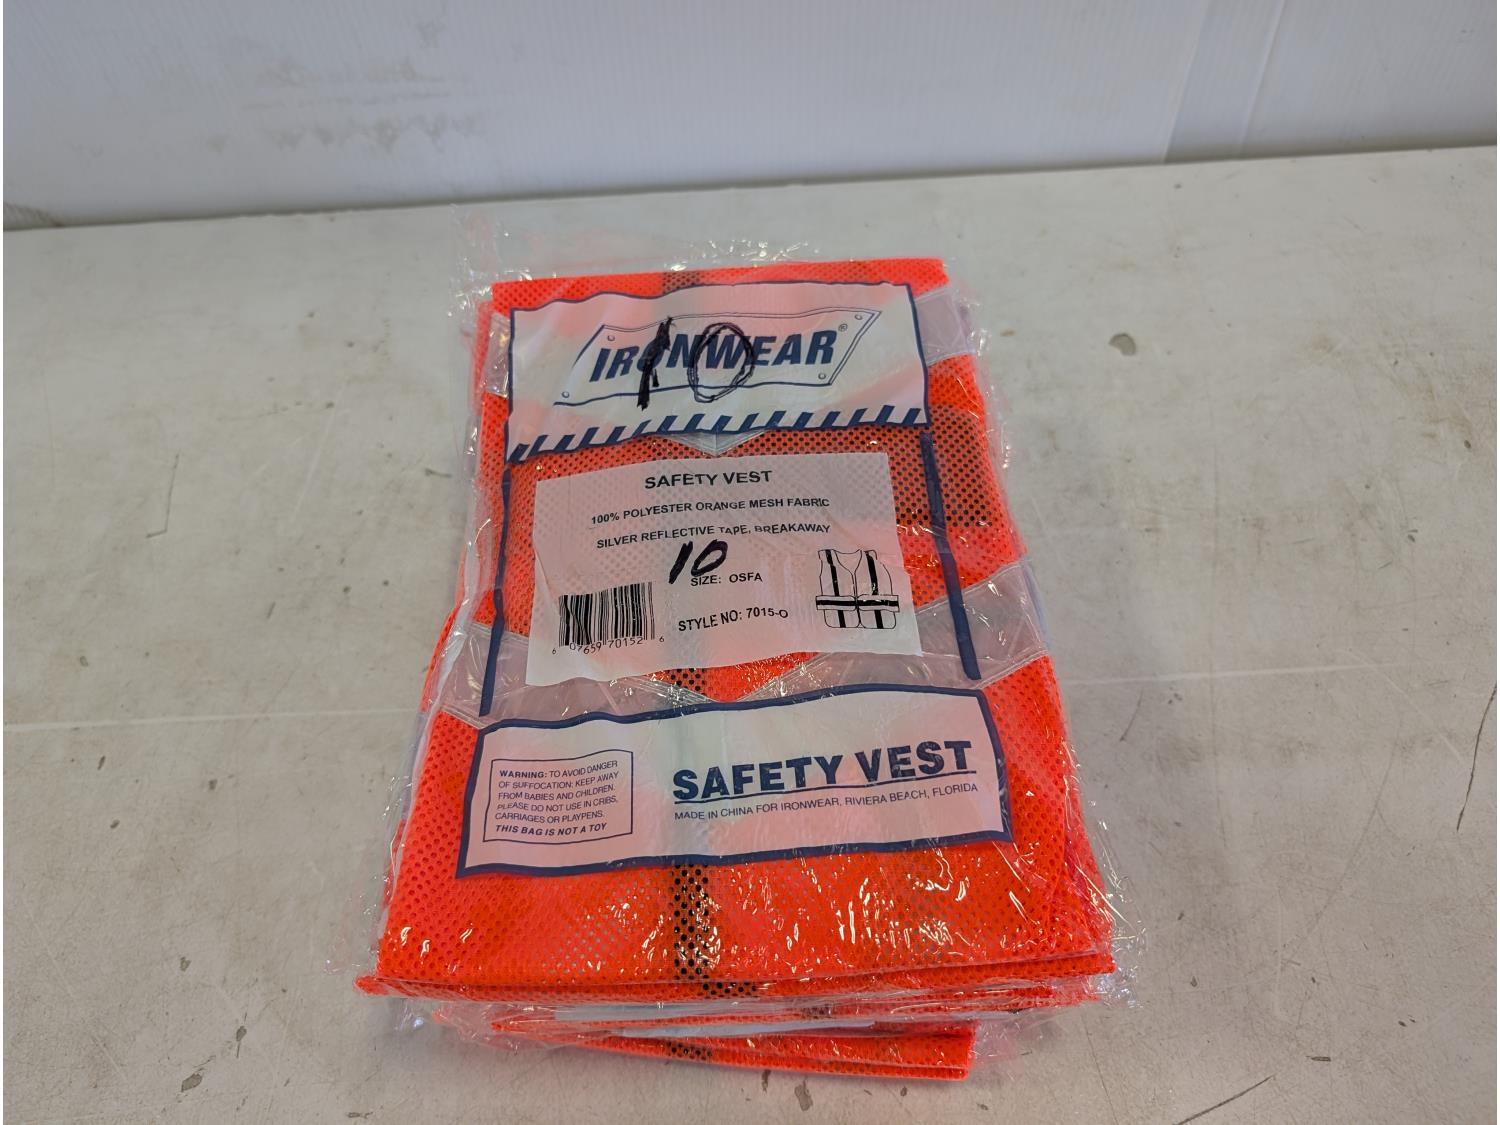 IRONWEAR®
10
SAFETY VEST
100% POLYESTER ORANGE MESH FABRIC
SILVER REFLECTIVE TAPE, BREAKAWAY
10
SIZE: OSFA
STYLE NO: 7015-O
6 07659 70152 6
WARNING: TO AVOID DANGER
OF SUFFOCATION: KEEP AWAY
FROM BABIES AND CHILDREN.
PLEASE DO NOT USE IN CRIBS,
CARRIAGES OR PLAYPENS.
THIS BAG IS NOT A TOY
SAFETY VEST
MADE IN CHINA FOR IRONWEAR, RIVIERA BEACH, FLORIDA